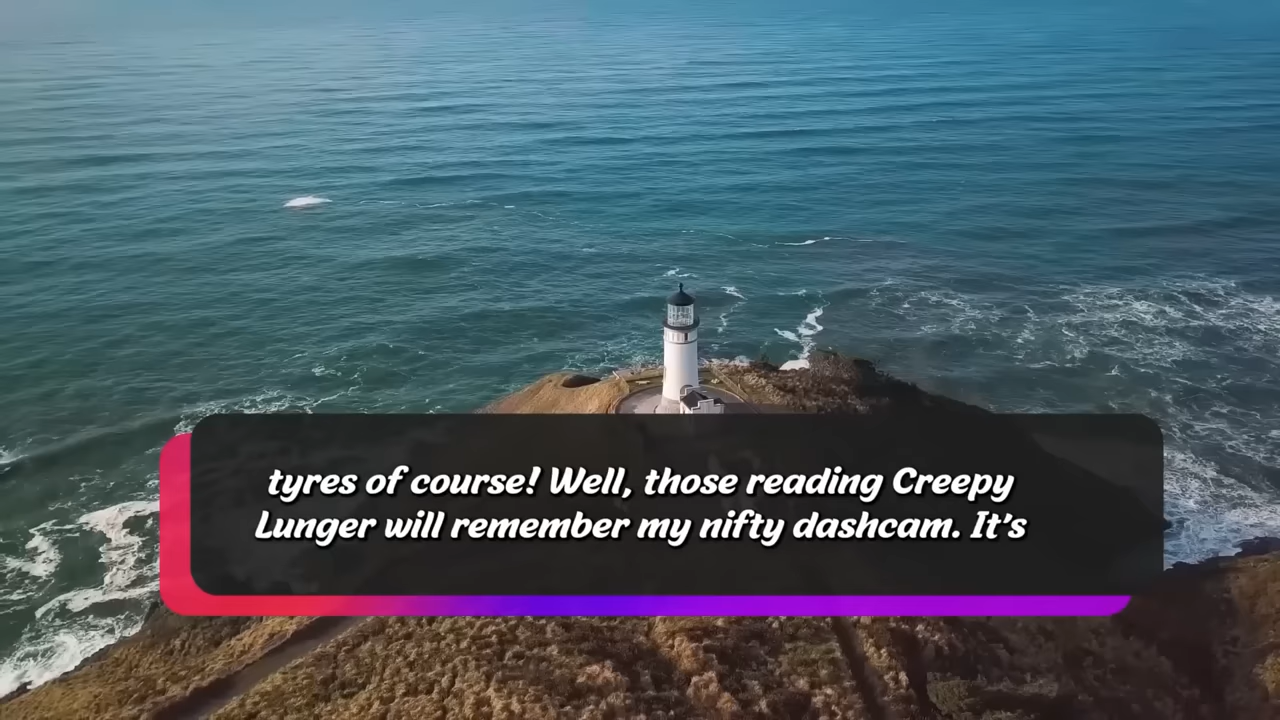 tyres of course! Well, those reading Creepy
Lunger will remember my nifty dashcam. It's